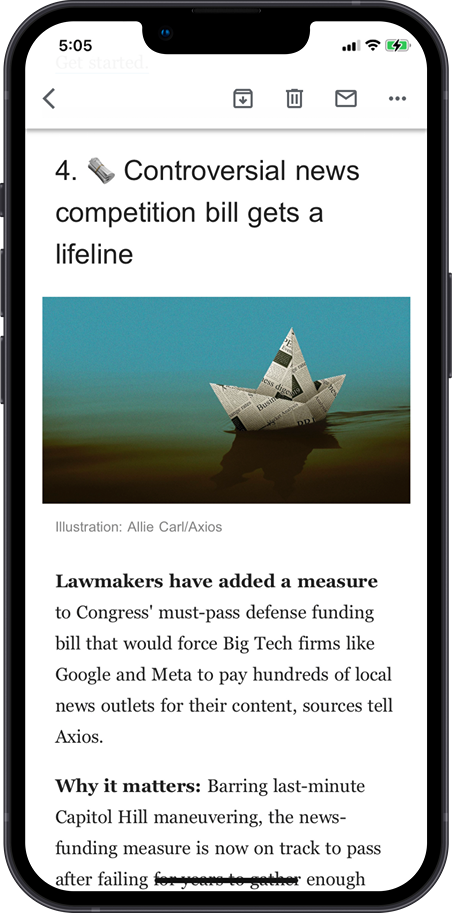 5:05
Get started.
4. 🗞️ Controversial news
competition bill gets a
lifeline
Busin
Illustration: Allie Carl/Axios
Lawmakers have added a measure
to Congress' must-pass defense funding
bill that would force Big Tech firms like
Google and Meta to pay hundreds of local
news outlets for their content, sources tell
Axios.
Why it matters: Barring last-minute
Capitol Hill maneuvering, the news-
funding measure is now on track to pass
after failing for years to gather enough